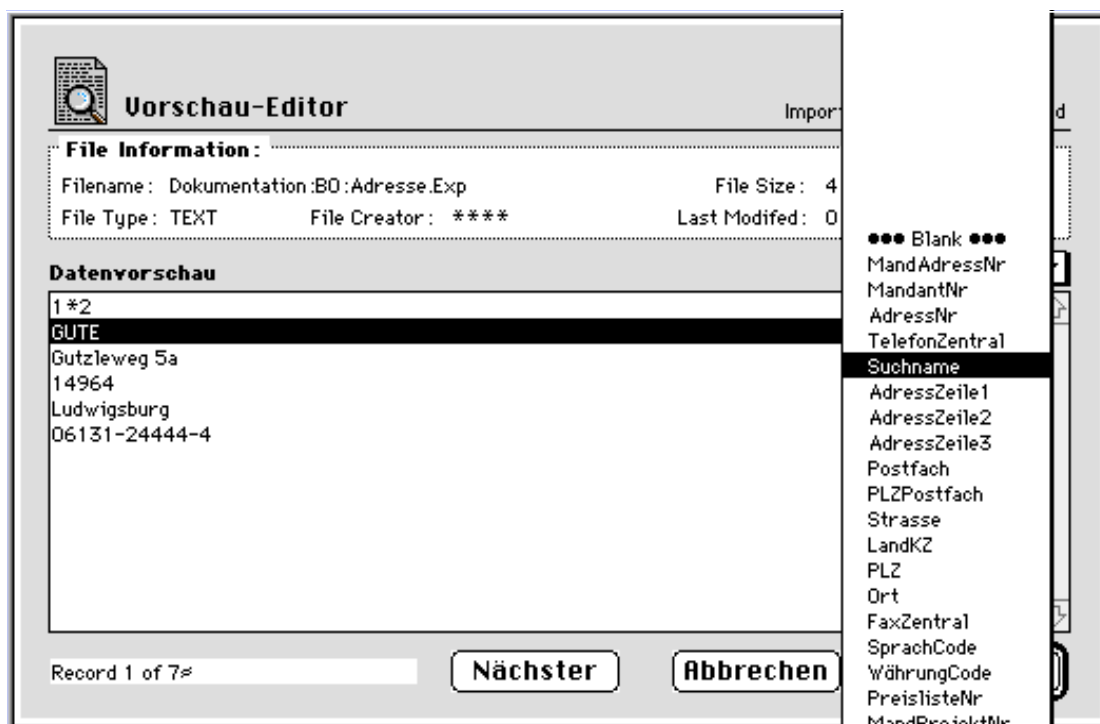 Vorschau-Editor
Impor
d
File Information:
Filename: Dokumentation:BO:Adresse.Exp
File Size: 4
File Type: TEXT
File Creator: ****
Last Modifed: 0
Datenvorschau
1*2
GUTE
Gutzleweg 5a
14964
Ludwigsburg
06131-24444-4
Record 1 of 7≠
Nächster
Abbrechen
●●● Blank ●●●
MandAdressNr
MandantNr
AdressNr
TelefonZentral
Suchname
AdressZeile1
AdressZeile2
AdressZeile3
Postfach
PLZPostfach
Strasse
LandKZ
PLZ
Ort
FaxZentral
SprachCode
WährungCode
PreislisteNr
MandProjektNr